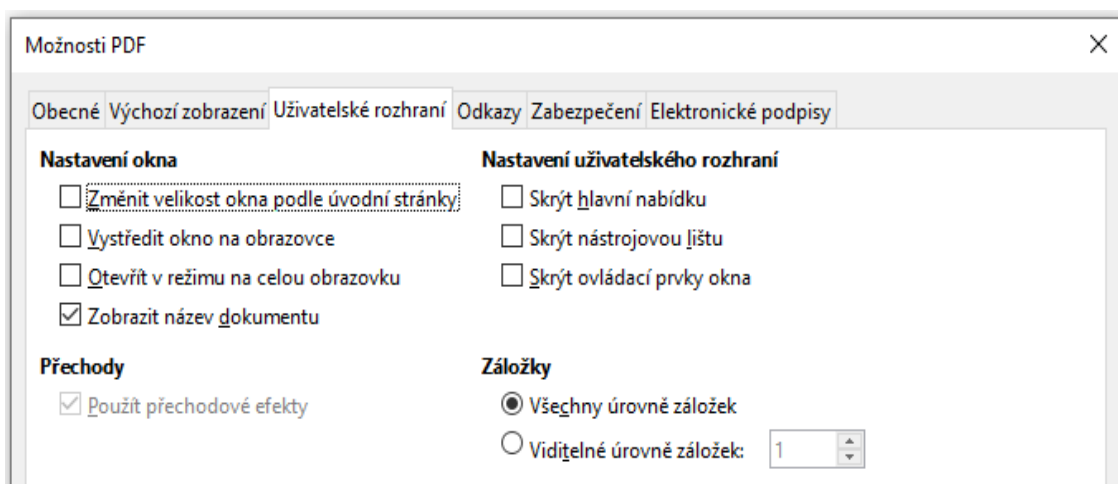 Možnosti PDF
Obecné Výchozí zobrazení Uživatelské rozhraní Odkazy Zabezpečení Elektronické podpisy
Nastavení okna
Změnit velikost okna podle úvodní stránky
Vystředit okno na obrazovce
Otevřít v režimu na celou obrazovku
Zobrazit název dokumentu
Nastavení uživatelského rozhraní
Skrýt hlavní nabídku
Skrýt nástrojovou lištu
Skrýt ovládací prvky okna
Přechody
Použít přechodové efekty
Záložky
Všechny úrovně záložek
Viditelné úrovně záložek: 1